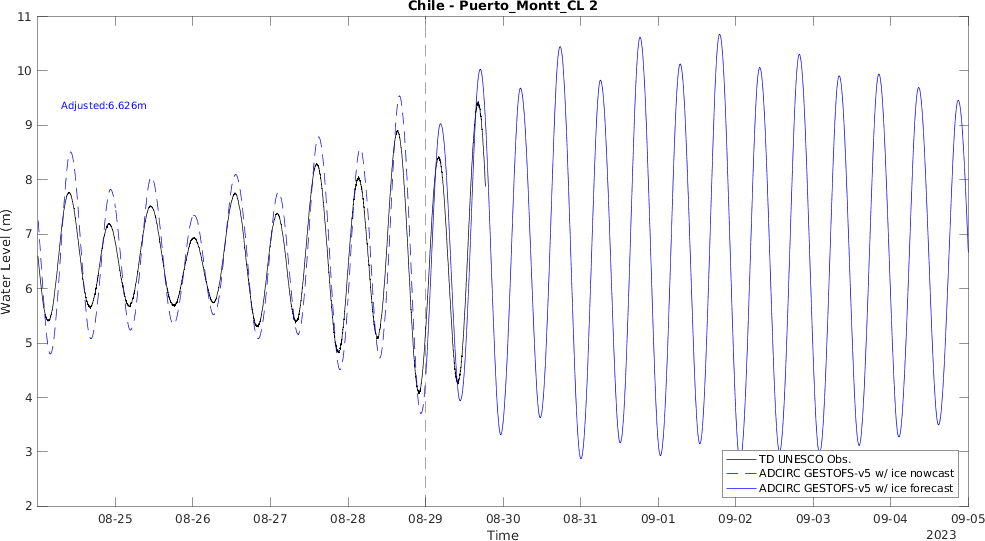 Chile - Puerto_Montt_CL 2
11
10
9
8
7
6
5
4
3
2
Water Level (m)
Adjusted:6.626m
TD UNESCO Obs.
ADCIRC GESTOFS-v5 w/ ice nowcast
ADCIRC GESTOFS-v5 w/ ice forecast
08-25 08-26 08-27 08-28 08-29 08-30 08-31 09-01 09-02 09-03 09-04 09-05
Time
2023